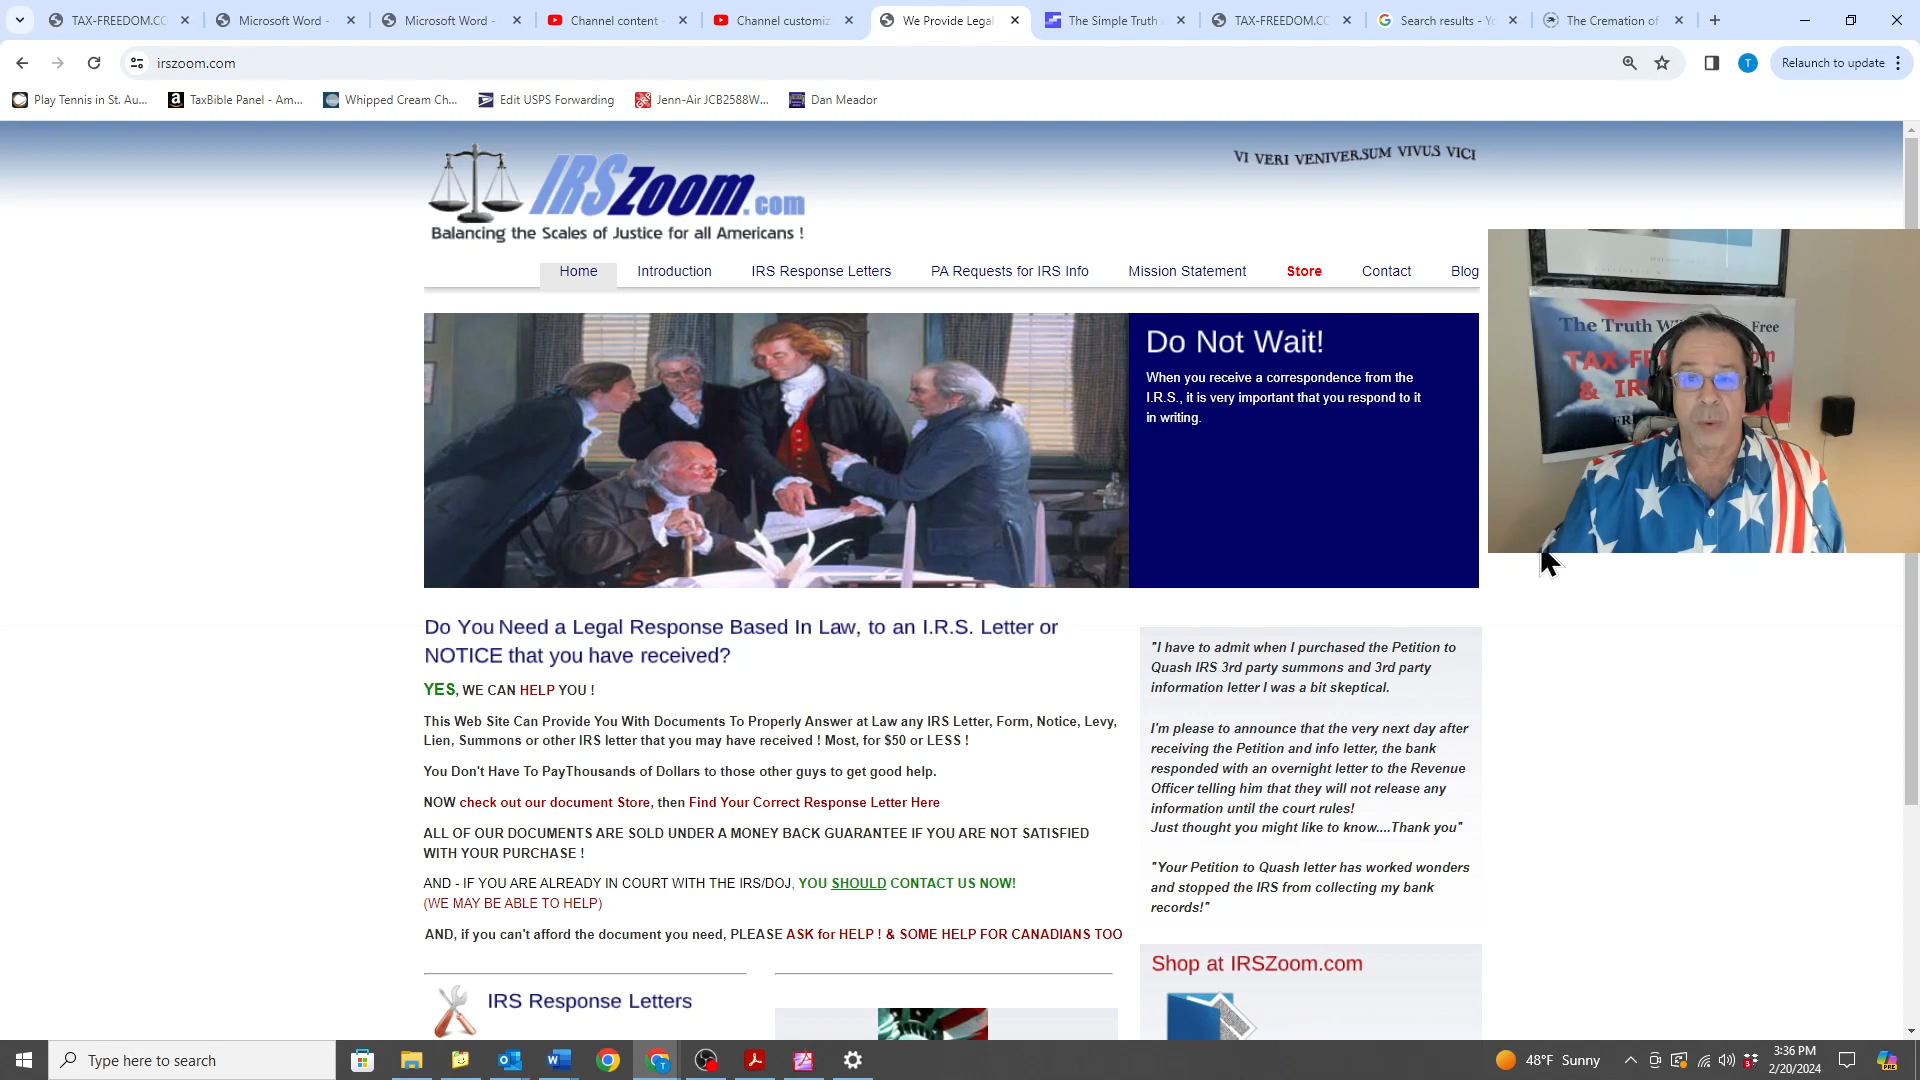 TAX-FREEDOM.CO
Microsoft Word -
Microsoft Word -
Channel content -
Channel customiz
We Provide Legal
The Simple Truth
TAX-FREEDOM.CO
Search results - Yo
The Cremation of
irszoom.com
T
Relaunch to update
Play Tennis in St. Au...
TaxBible Panel - Am...
Whipped Cream Ch...
Edit USPS Forwarding
Jenn-Air JCB2588W...
Dan Meador
IRSZoom.com
Balancing the Scales of Justice for all Americans !
VI VERI VENIVERSUM VIVUS VICI
Home Introduction IRS Response Letters PA Requests for IRS Info Mission Statement Store Contact Blog
Do Not Wait!
When you receive a correspondence from the
I.R.S., it is very important that you respond to it
in writing.
The Truth Wi Free
TAX-FR om
& IR
FR
Do You Need a Legal Response Based In Law, to an I.R.S. Letter or
NOTICE that you have received?
YES, WE CAN HELP YOU !
This Web Site Can Provide You With Documents To Properly Answer at Law any IRS Letter, Form, Notice, Levy,
Lien, Summons or other IRS letter that you may have received ! Most, for $50 or LESS !
You Don't Have To PayThousands of Dollars to those other guys to get good help.
NOW check out our document Store, then Find Your Correct Response Letter Here
ALL OF OUR DOCUMENTS ARE SOLD UNDER A MONEY BACK GUARANTEE IF YOU ARE NOT SATISFIED
WITH YOUR PURCHASE !
AND - IF YOU ARE ALREADY IN COURT WITH THE IRS/DOJ, YOU SHOULD CONTACT US NOW!
(WE MAY BE ABLE TO HELP)
AND, if you can't afford the document you need, PLEASE ASK for HELP ! & SOME HELP FOR CANADIANS TOO
IRS Response Letters
"I have to admit when I purchased the Petition to
Quash IRS 3rd party summons and 3rd party
information letter I was a bit skeptical.
I'm please to announce that the very next day after
receiving the Petition and info letter, the bank
responded with an overnight letter to the Revenue
Officer telling him that they will not release any
information until the court rules!
Just thought you might like to know....Thank you"
"Your Petition to Quash letter has worked wonders
and stopped the IRS from collecting my bank
records!"
Shop at IRSZoom.com
Type here to search
48°F Sunny
3:36 PM
2/20/2024